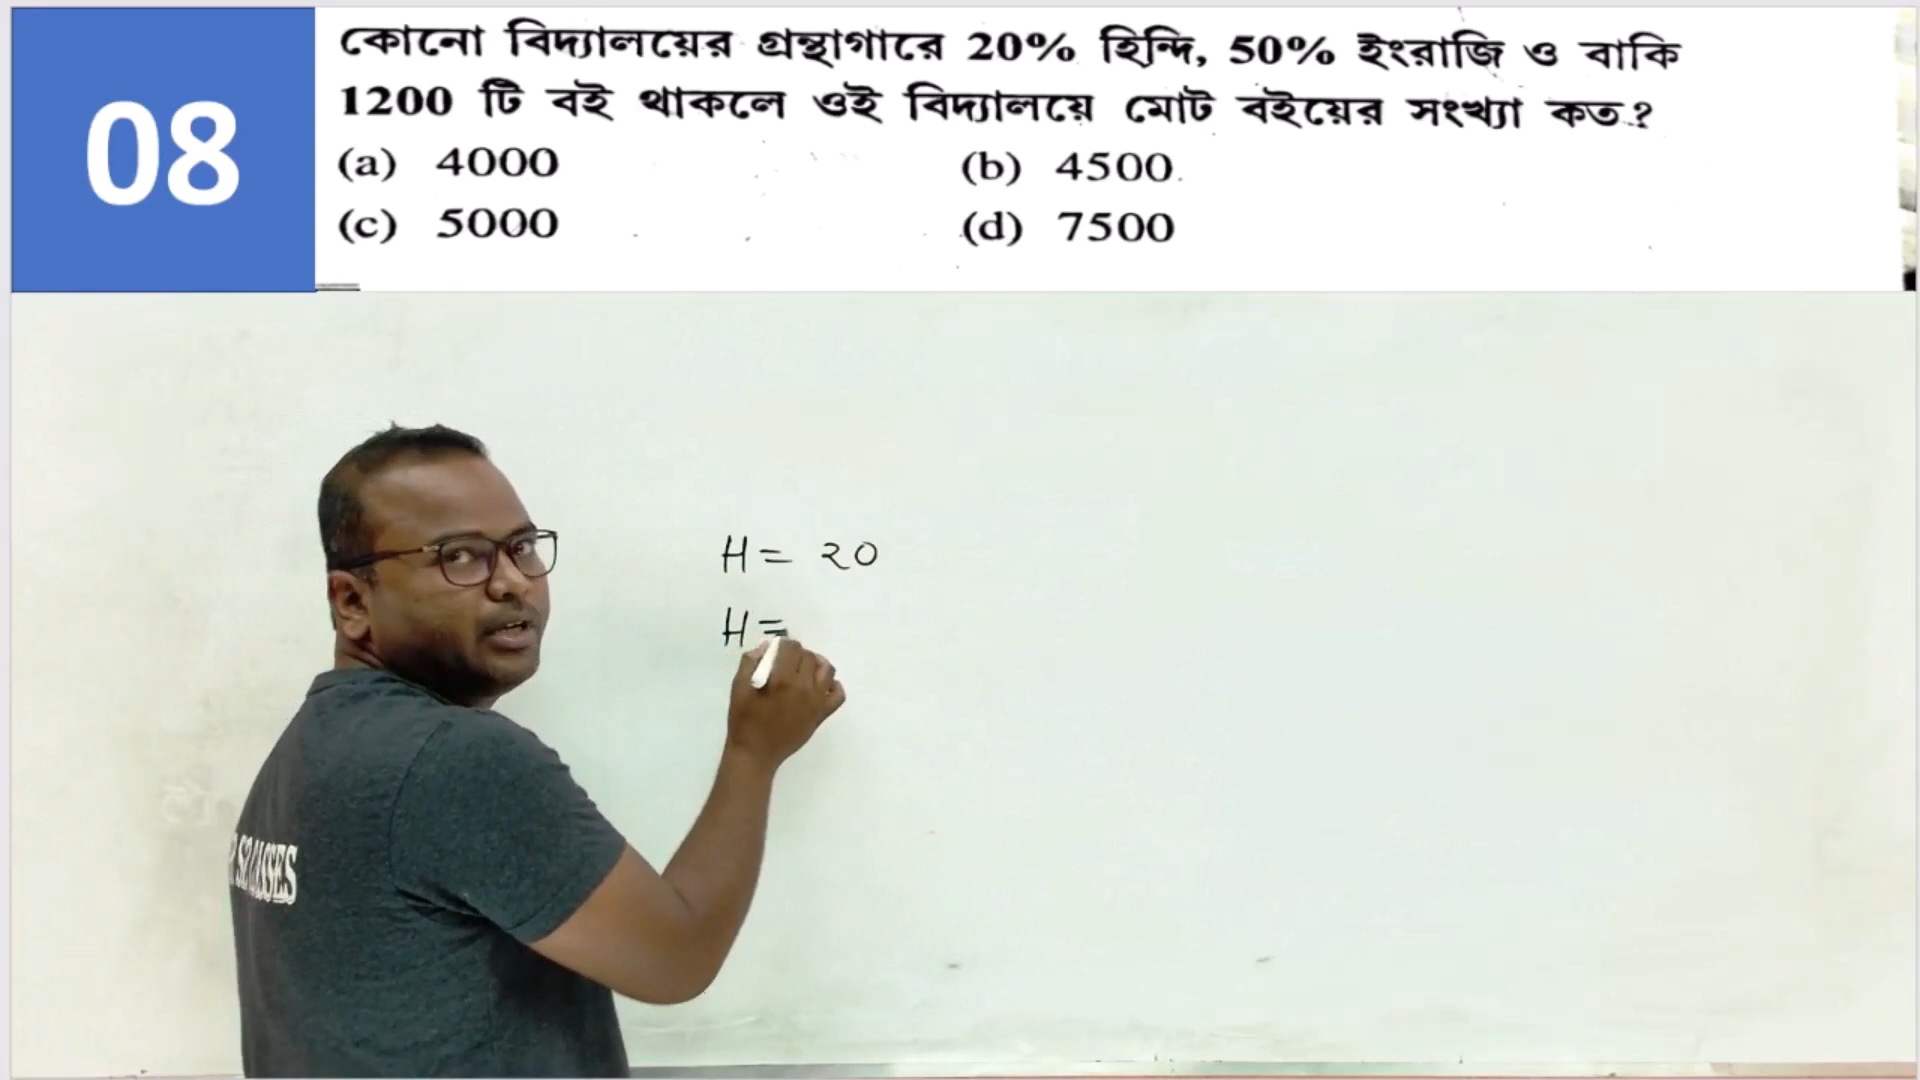 08
কোনো বিদ্যালয়ের গ্রন্থাগারে 20% হিন্দি, 50% ইংরাজি ও বাকি
1200 টি বই থাকলে ওই বিদ্যালয়ে মোট বইয়ের সংখ্যা কত?
(a) 4000 (b) 4500
(c) 5000 (d) 7500
H = 20
H =